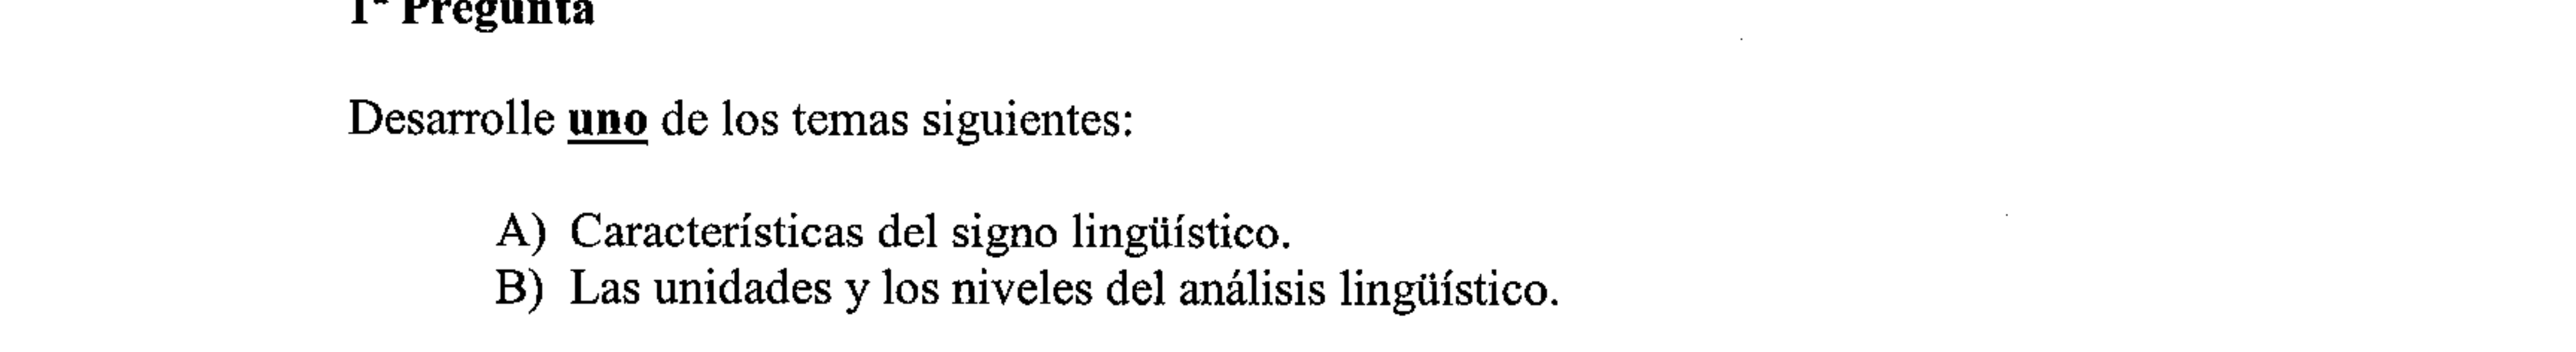 1ª Pregunta
Desarrolle uno de los temas siguientes:
A) Características del signo lingüístico.
B) Las unidades y los niveles del análisis lingüístico.